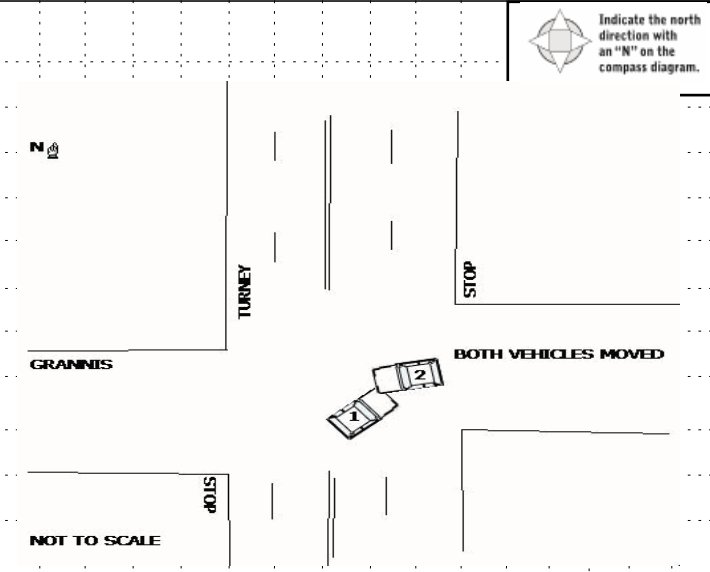 Indicate the north
direction with
an "N" on the
compass diagram.
N
TURNEY
STOP
GRANNIS
BOTH VEHICLES MOVED
2
1
STOP
NOT TO SCALE